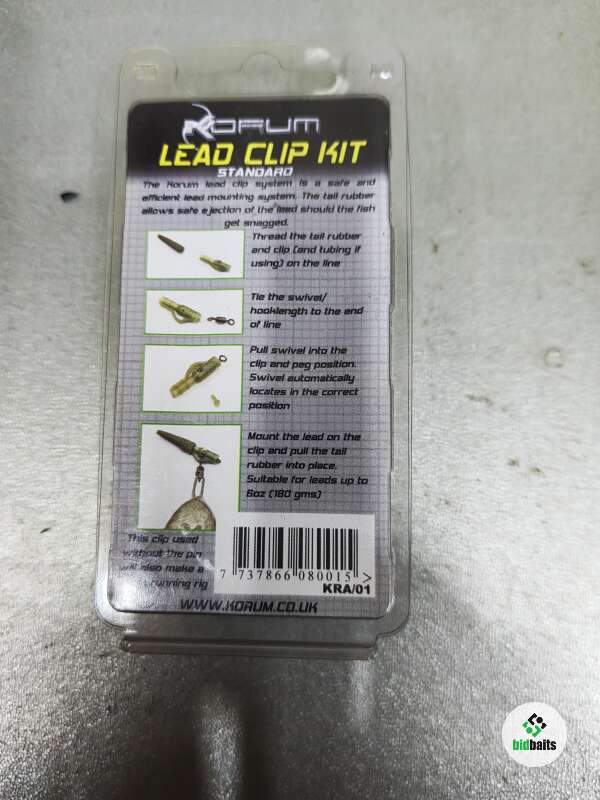 KORUM
LEAD CLIP KIT
STANDARD
The Korum lead clip system is a safe and
efficient lead mounting system. The tail rubber
allows safe ejection of the lead should the fish
get snagged.
Thread the tail rubber
and clip (and tubing if
using) on the line
Tie the swivel/
hooklength to the end
of line
Pull swivel into the
clip and peg position.
Swivel automatically
locates in the correct
position
Mount the lead on the
clip and pull the tail
rubber into place.
Suitable for leads up to
6oz (180 gms)
This clip used
without the pin
will also make a
running rig
7 737866 080015 >
KRA/01
WWW.KORUM.CO.UK
bidbaits